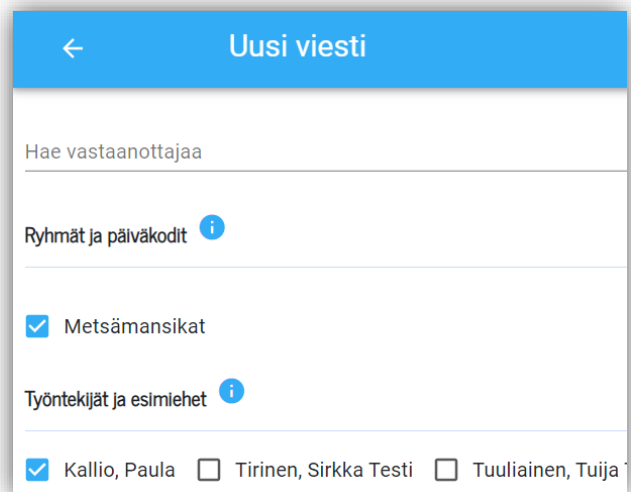 Uusi viesti
Hae vastaanottajaa
Ryhmät ja päiväkodit
Metsämansikat
Työntekijät ja esimiehet
Kallio, Paula Tirinen, Sirkka Testi Tuuliainen, Tuija